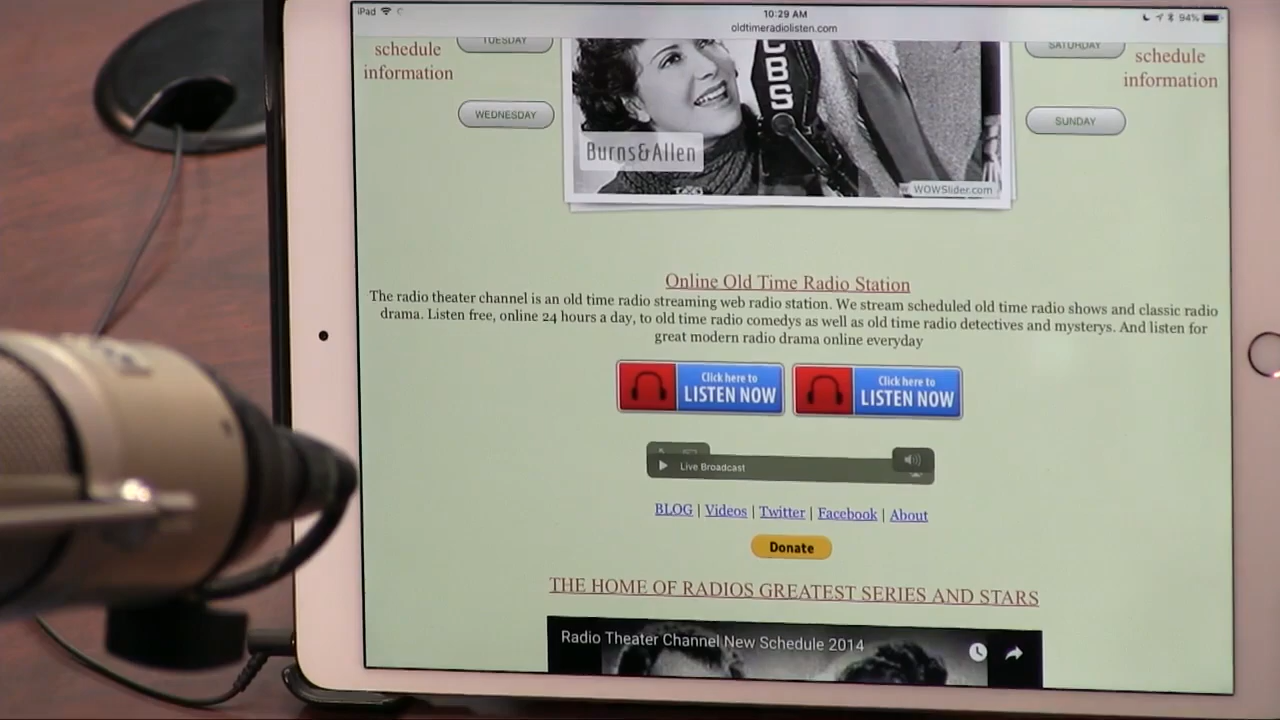 iPad
10:29 AM
94%
oldtimeradiolisten.com
schedule
information
TUESDAY
WEDNESDAY
CBS
Burns&Allen
WOWSlider.com
SATURDAY
SUNDAY
schedule
information
Online Old Time Radio Station
The radio theater channel is an old time radio streaming web radio station. We stream scheduled old time radio shows and classic radio
drama. Listen free, online 24 hours a day, to old time radio comedys as well as old time radio detectives and mysterys. And listen for
great modern radio drama online everyday
Click here to
LISTEN NOW
Click here to
LISTEN NOW
Live Broadcast
BLOG | Videos | Twitter | Facebook | About
Donate
THE HOME OF RADIOS GREATEST SERIES AND STARS
Radio Theater Channel New Schedule 2014